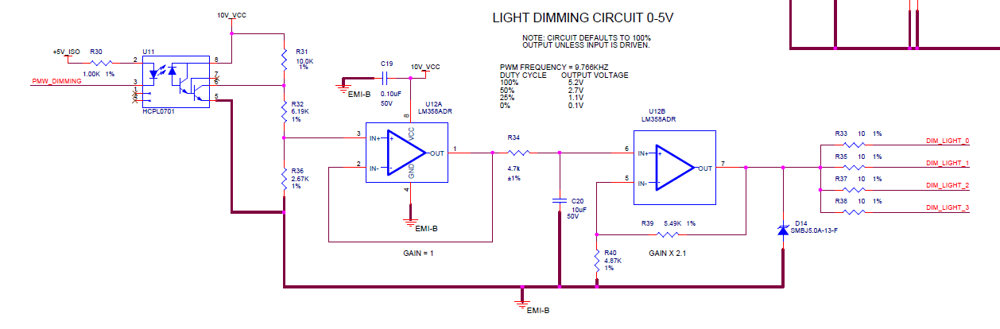 LIGHT DIMMING CIRCUIT 0-5V
NOTE: CIRCUIT DEFAULTS TO 100%
OUTPUT UNLESS INPUT IS DRIVEN.
PWM FREQUENCY = 9.766KHZ
DUTY CYCLE OUTPUT VOLTAGE
100% 5.2V
50% 2.7V
25% 1.1V
0% 0.1V
10V_VCC
+5V_ISO
R30
1.00K 1%
PMW_DIMMING
U11
2
3
1
4
8
7
6
5
HCPL0701
R31
10.0K
1%
R32
6.19K
1%
R36
2.67K
1%
C19
0.10uF
50V
10V_VCC
EMI-B
U12A
LM358ADR
8
VCC
3
IN+
+
2
IN-
-
OUT
1
GND
4
EMI-B
GAIN = 1
R34
4.7k
±1%
C20
10uF
50V
U12B
LM358ADR
6
IN+
+
5
IN-
-
OUT
7
R39 5.49K 1%
R40
4.87K
1%
GAIN X 2.1
D14
SMBJ5.0A-13-F
R33 10 1%
DIM_LIGHT_0
R35 10 1%
DIM_LIGHT_1
R37 10 1%
DIM_LIGHT_2
R38 10 1%
DIM_LIGHT_3
EMI-B